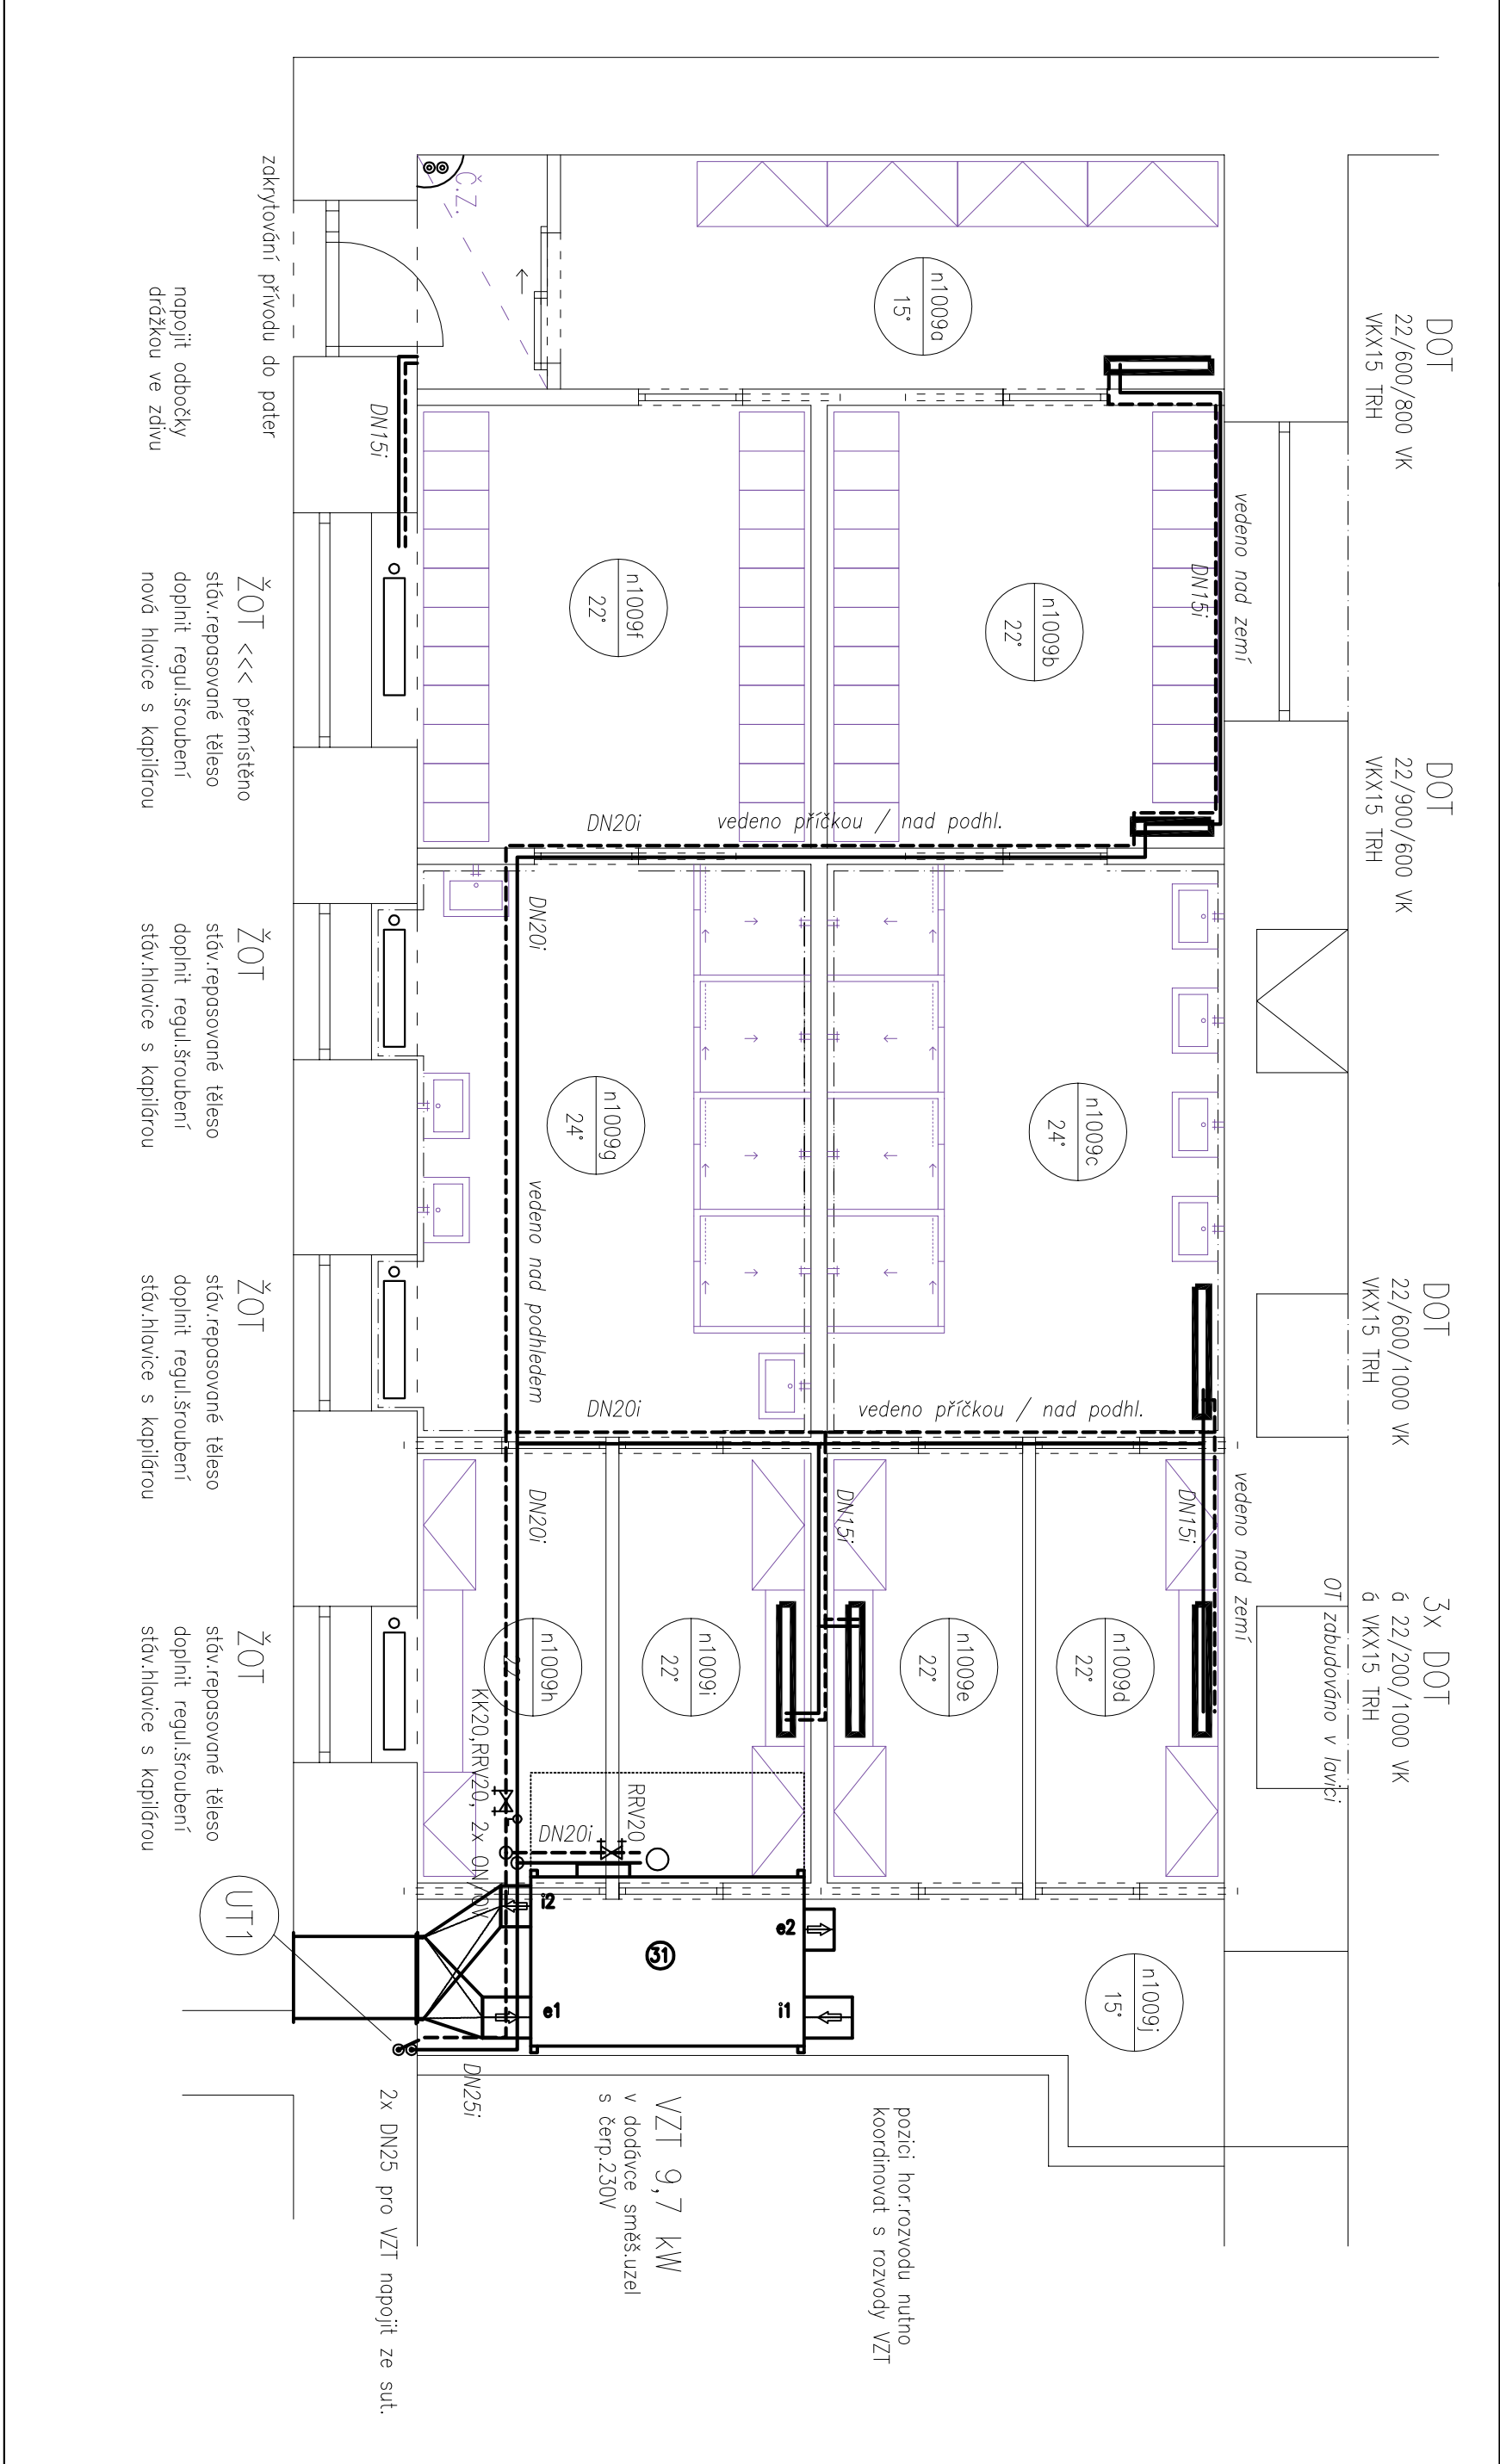 DOT
22/600/800 VK
VKX15 TRH
DOT
22/900/600 VK
VKX15 TRH
DOT
22/600/1000 VK
VKX15 TRH
3x DOT
á 22/200/1000 VK
á VKX15 TRH
OT zabudováno v lavici
vedeno nad zemí
DN15i
vedeno nad zemí
DN15i
DN15i
n1009a
15°
n1009b
22°
n1009c
24°
n1009d
22°
n1009e
22°
n1009f
22°
n1009g
24°
n1009h
n1009i
22°
n1009j
15°
Č.Z.
DN20i
vedeno příčkou / nad podhl.
DN20i
vedeno nad podhledem
DN20i
vedeno příčkou / nad podhl.
DN20i
KK20,RRV20, 2x
RRV20
DN20i
i2
e2
31
e1
i1
DN25i
UT1
pozici hor.rozvodu nutno
koordinovat s rozvody VZT
VZT 9,7 kW
v dodávce směš.uzel
s čerp.230V
2x DN25 pro VZT napojit ze sut.
DN15i
zakrytování přívodu do pater
napojit odbočky
drážkou ve zdivu
ŽOT <<< přemístěno
stáv.repasované těleso
doplnit regul.šroubení
nová hlavice s kapilárou
ŽOT
stáv.repasované těleso
doplnit regul.šroubení
stáv.hlavice s kapilárou
ŽOT
stáv.repasované těleso
doplnit regul.šroubení
stáv.hlavice s kapilárou
ŽOT
stáv.repasované těleso
doplnit regul.šroubení
stáv.hlavice s kapilárou